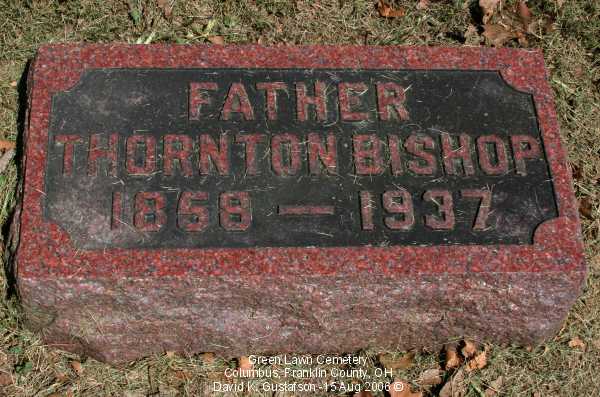 FATHER
THORNTON BISHOP
1858 — 1937
Green Lawn Cemetery
Columbus, Franklin County, OH
David K. Gustafson - 15 Aug 2006 ©